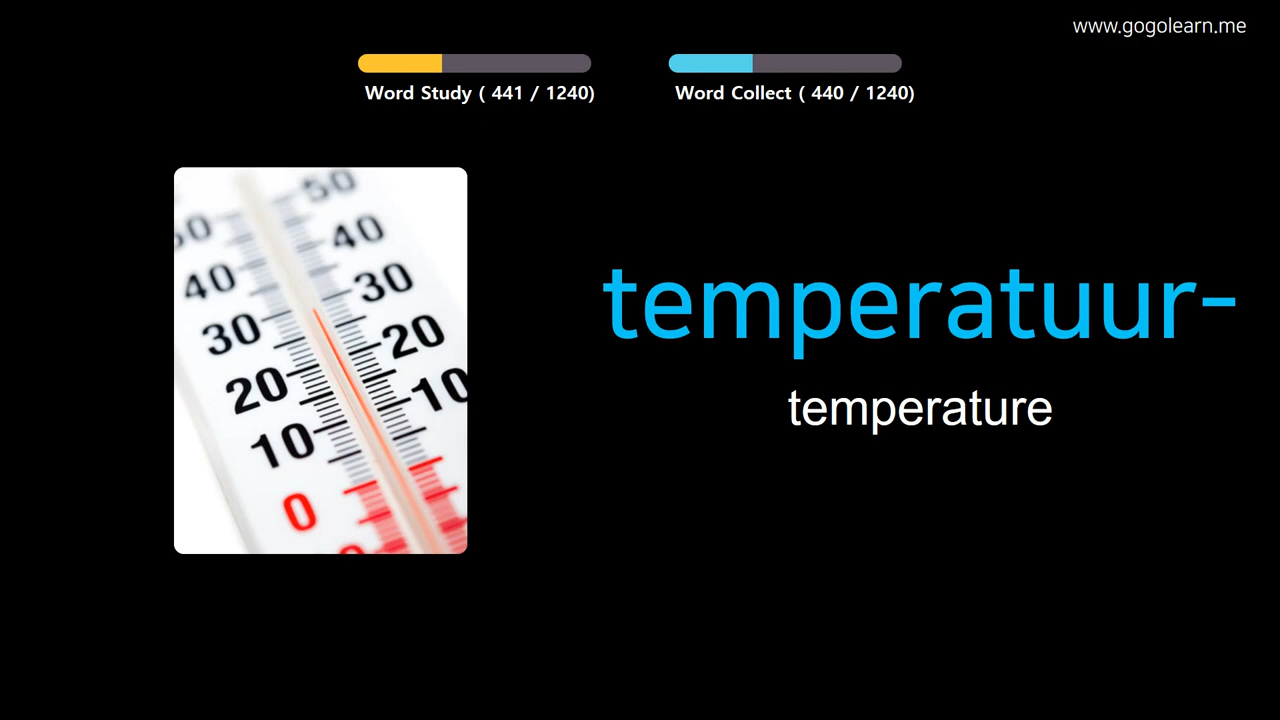 www.gogolearn.me
Word Study ( 441 / 1240)
Word Collect ( 440 / 1240)
temperatuur-
temperature
50
40
30
20
10
40
30
20
10
0